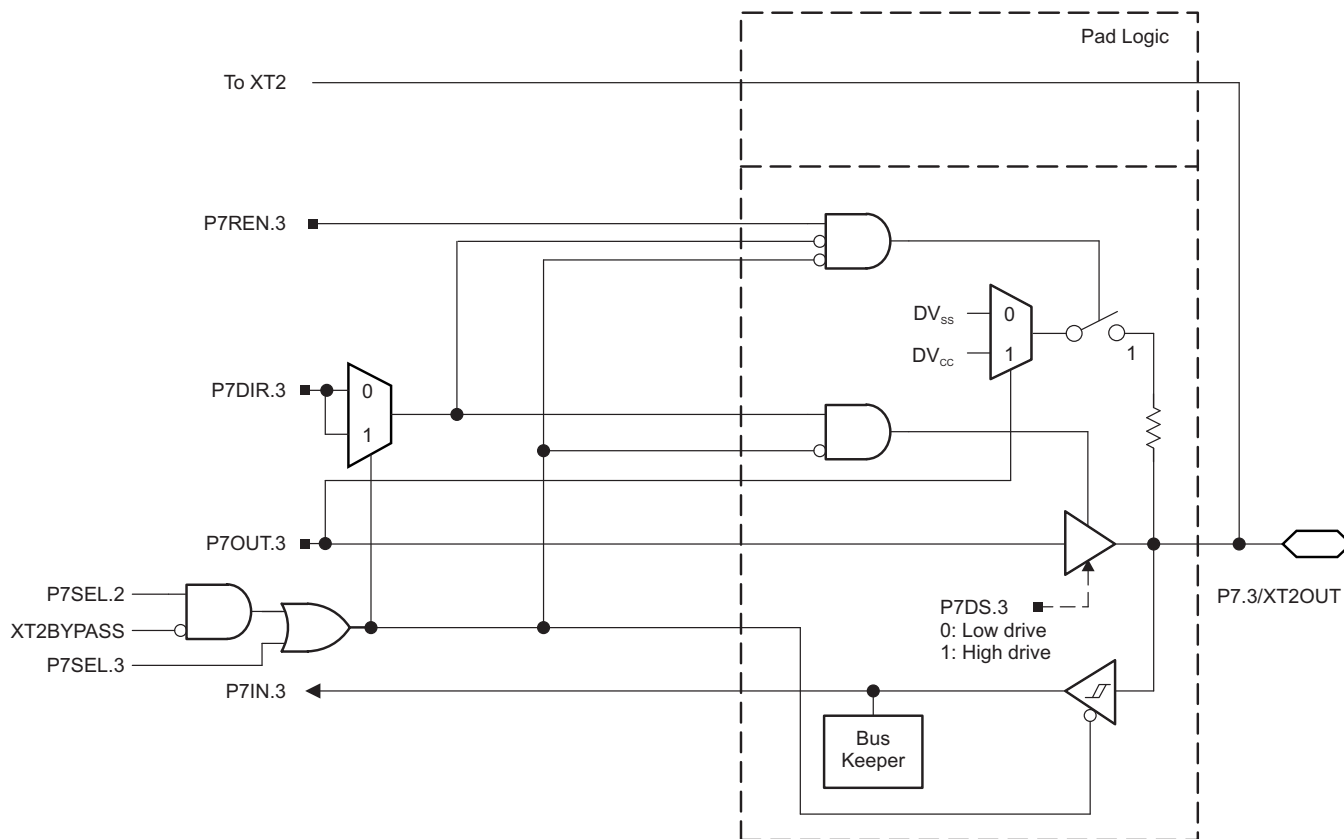 Pad Logic
To XT2
P7REN.3
DVSS
0
DVCC
1
1
P7DIR.3
0
1
P7OUT.3
P7SEL.2
XT2BYPASS
P7SEL.3
P7DS.3
0: Low drive
1: High drive
P7.3/XT2OUT
P7IN.3
Bus
Keeper